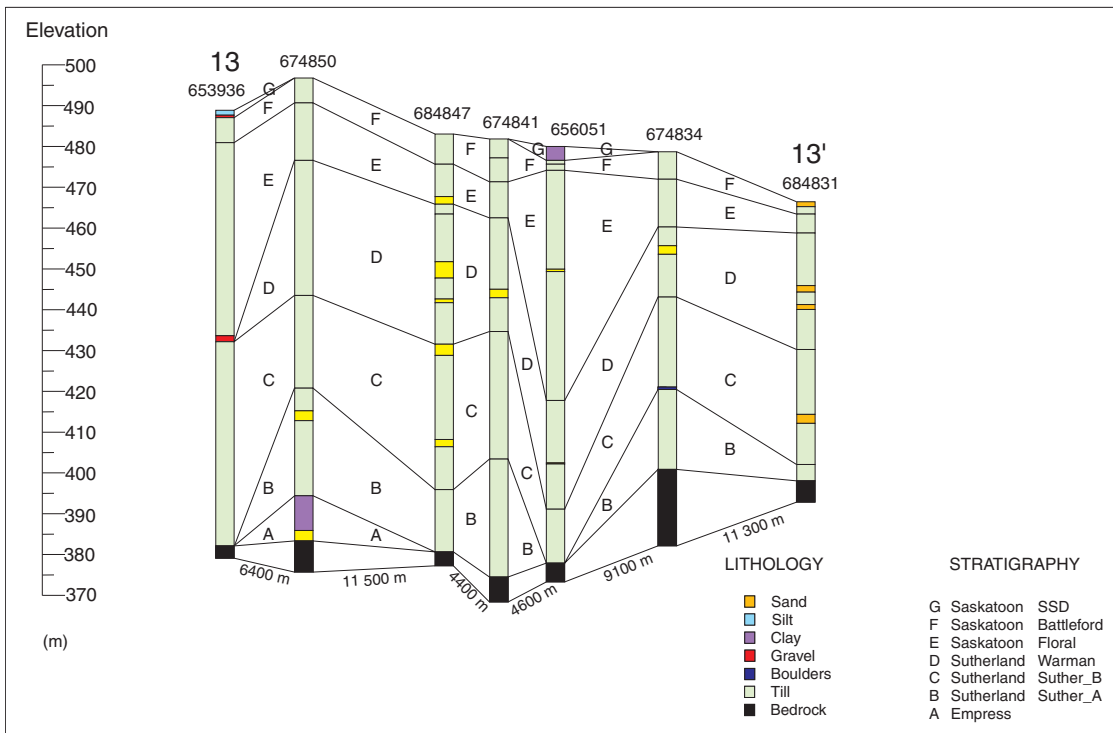 Elevation
(m)
500
490
480
470
460
450
440
430
420
410
400
390
380
370
13
653936
674850
684847
674841
656051
674834
13'
684831
G
F
E
D
C
B
A
F
E
D
C
B
A
F
E
D
C
B
G
F
E
D
C
B
G
F
E
D
C
B
F
E
D
C
B
6400 m
11 500 m
4400 m
4600 m
9100 m
11 300 m
LITHOLOGY
Sand
Silt
Clay
Gravel
Boulders
Till
Bedrock
STRATIGRAPHY
G Saskatoon SSD
F Saskatoon Battleford
E Saskatoon Floral
D Sutherland Warman
C Sutherland Suther_B
B Sutherland Suther_A
A Empress